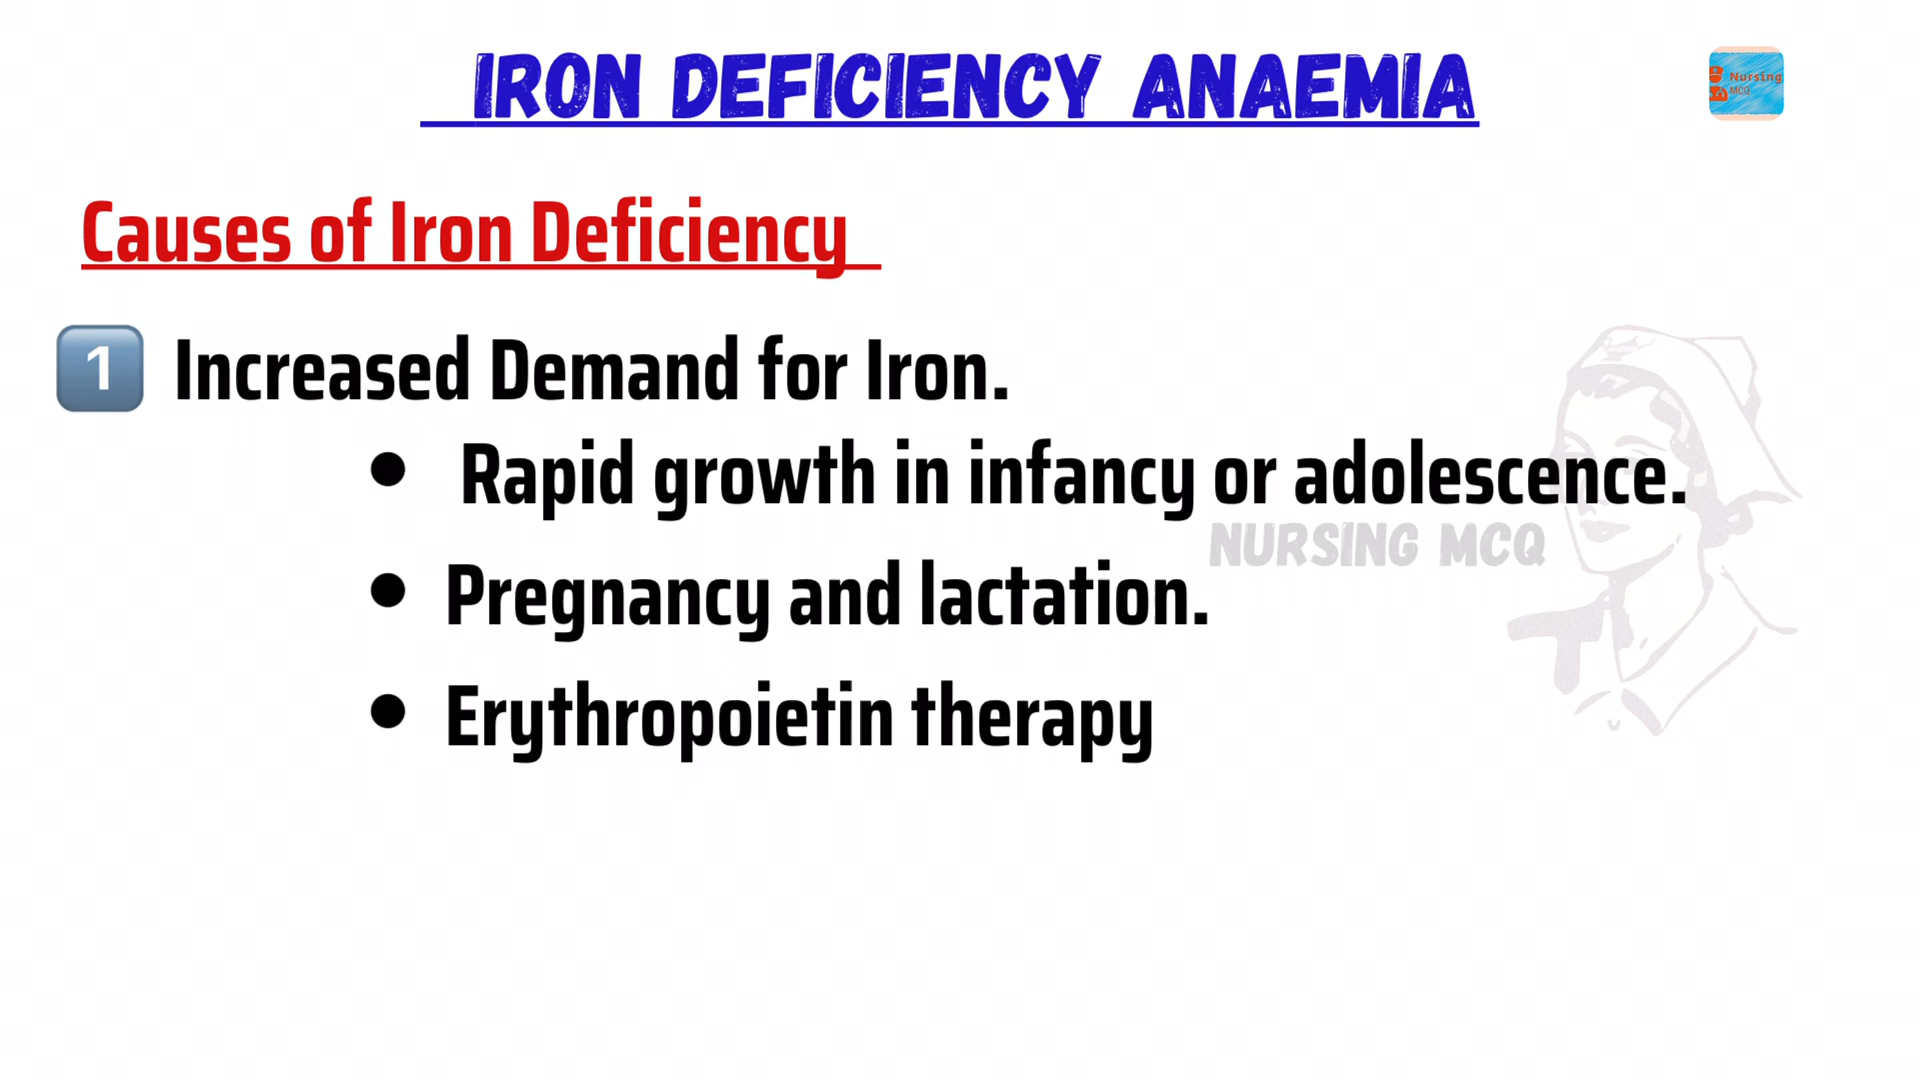 IRON DEFICIENCY ANAEMIA
Nursing
MCQ
Causes of Iron Deficiency
1 Increased Demand for Iron.
• Rapid growth in infancy or adolescence.
NURSING MCQ
• Pregnancy and lactation.
• Erythropoietin therapy